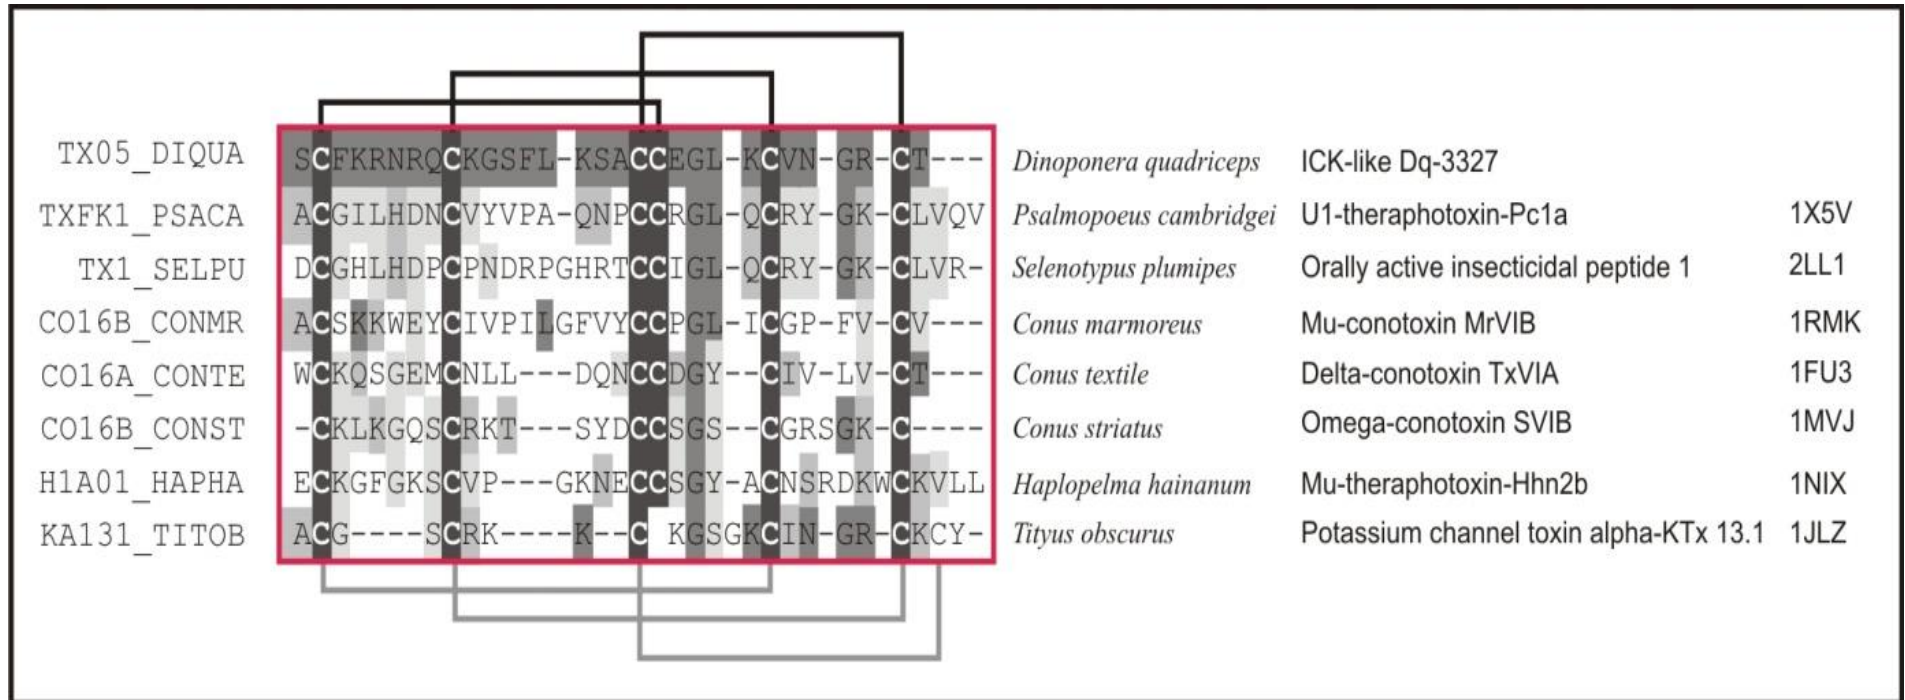 TX05_DIQUA SCFKRNRQCKGSFL-KSACCEGL-KCVN-GR-CT--- Dinoponera quadriceps ICK-like Dq-3327
TXFK1_PSACA ACGILHDNCVYVPA-QNPCCRGL-QCRY-GK-CLVQV Psalmopoeus cambridgei U1-theraphotoxin-Pc1a 1X5V
TX1_SELPU DCGHLHDPCPNDRPGHRTCCIGL-QCRY-GK-CLVR- Selenotypus plumipes Orally active insecticidal peptide 1 2LL1
CO16B_CONMR ACSKKWEYCIVPILGFVYCCPGL-ICGP-FV-CV--- Conus marmoreus Mu-conotoxin MrVIB 1RMK
CO16A_CONTE WCKQSGEMCNLL---DQNCCDGY--CIV-LV-CT--- Conus textile Delta-conotoxin TxVIA 1FU3
CO16B_CONST -CKLKGQSCRKT---SYDCCSGS--CGRSGK-C---- Conus striatus Omega-conotoxin SVIB 1MVJ
H1A01_HAPHA ECKGFGKSCVP---GKNECCSGY-ACNSRDKWCKVLL Haplopelma hainanum Mu-theraphotoxin-Hhn2b 1NIX
KA131_TITOB ACG----SCRK----K--C KGSGKCIN-GR-CKCY- Tityus obscurus Potassium channel toxin alpha-KTx 13.1 1JLZ